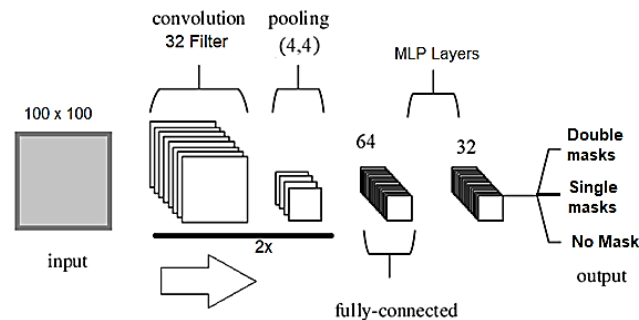 convolution
32 Filter
pooling
(4,4)
MLP Layers
100 x 100
64
32
Double
masks
Single
masks
No Mask
2x
input
output
fully-connected